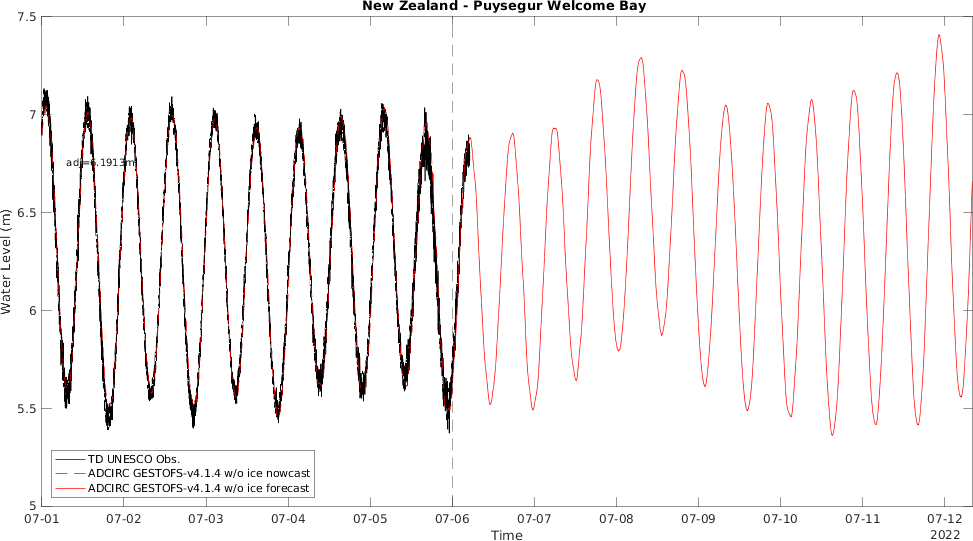 New Zealand - Puysegur Welcome Bay
7.5
7
6.5
6
5.5
5
Water Level (m)
adj=6.1913m
TD UNESCO Obs.
ADCIRC GESTOFS-v4.1.4 w/o ice nowcast
ADCIRC GESTOFS-v4.1.4 w/o ice forecast
07-01 07-02 07-03 07-04 07-05 07-06 07-07 07-08 07-09 07-10 07-11 07-12
2022
Time